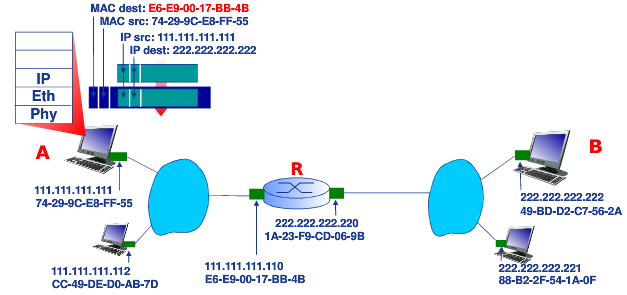 MAC dest: E6-E9-00-17-BB-4B
MAC src: 74-29-9C-E8-FF-55
IP src: 111.111.111.111
IP dest: 222.222.222.222
IP
Eth
Phy
A
R
B
111.111.111.111
74-29-9C-E8-FF-55
222.222.222.222
49-BD-D2-C7-56-2A
222.222.222.220
1A-23-F9-CD-06-9B
111.111.111.112
CC-49-DE-D0-AB-7D
111.111.111.110
E6-E9-00-17-BB-4B
222.222.222.221
88-B2-2F-54-1A-0F